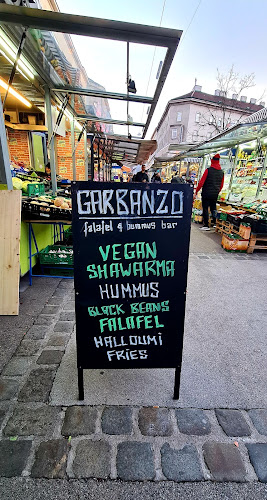 GARBANZO
falafel & hummus bar
VEGAN
SHAWARMA
HUMMUS
BLACK BEANS
FALAFEL
HALLOUMI
FRIES